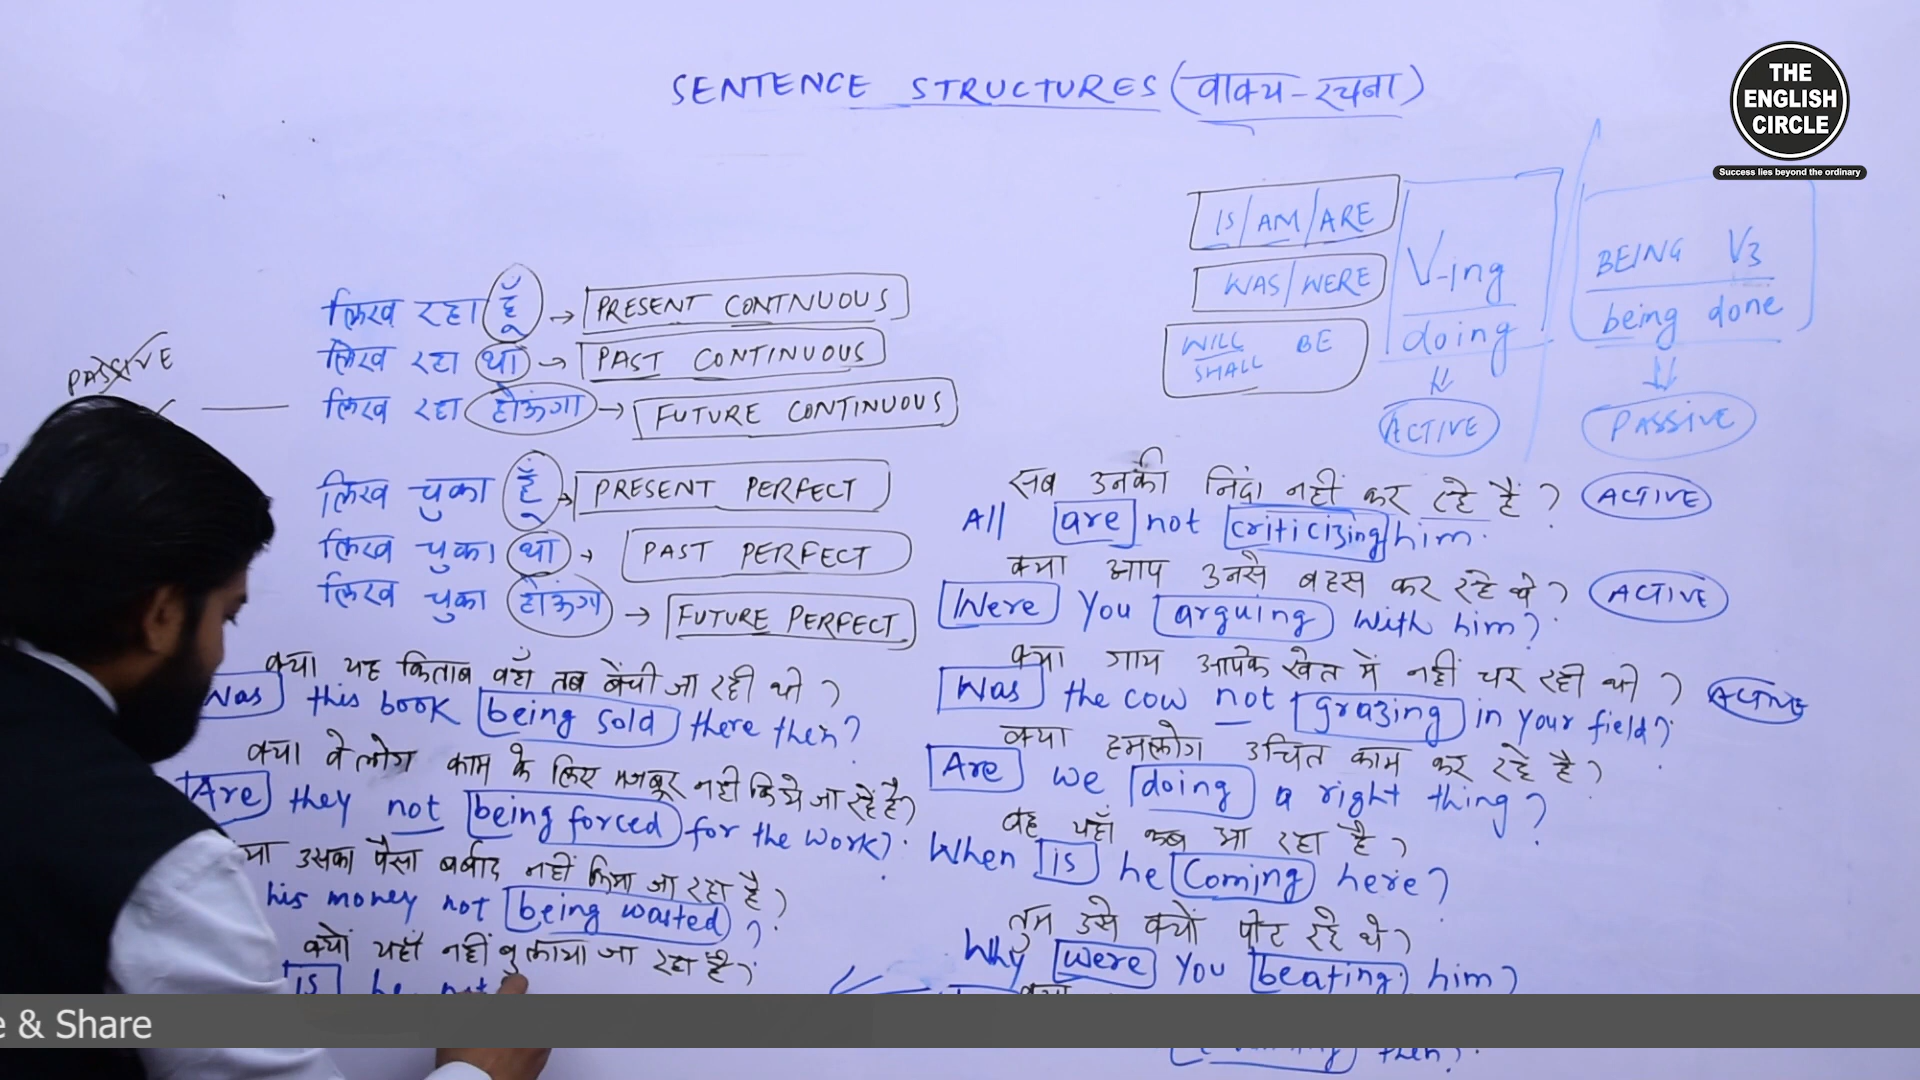 SENTENCE STRUCTURES (वाक्य-रचना)
THE
ENGLISH
CIRCLE
Success lies beyond the ordinary
IS/AM/ARE
WAS/WERE
WILL SHALL BE
V-ing
doing
ACTIVE
BEING V3
being done
PASSIVE
PASSIVE
लिख रहा हूँ → PRESENT CONTNUOUS
लिख रहा था → PAST CONTINUOUS
लिख रहा होऊंगा → FUTURE CONTINUOUS
लिख चुका हूँ → PRESENT PERFECT
लिख चुका था → PAST PERFECT
लिख चुका होऊंगा → FUTURE PERFECT
क्या यह किताब वहाँ तब बेंची जा रही थी?
Was this book being sold there then?
क्या वे लोग काम के लिए मजबूर नहीं किये जा रहे हैं?
Are they not being forced for the work?
उसका पैसा बर्बाद नहीं किया जा रहा है?
his money not being wasted?
क्यों यहाँ नहीं बुलाया जा रहा है?
is he not
सब उनकी निंदा नहीं कर रहे हैं? ACTIVE
All are not criticizing him.
क्या आप उनसे बहस कर रहे थे? ACTIVE
Were you arguing with him?
क्या गाय आपके खेत में नहीं चर रही थी? ACTIVE
Was the cow not grazing in your field?
क्या हमलोग उचित काम कर रहे है?
Are we doing a right thing?
वह यहाँ कब आ रहा है?
When is he coming here?
तुम उसे क्यों पीट रहे थे?
Why were you beating him?
क्या
then?
e & Share